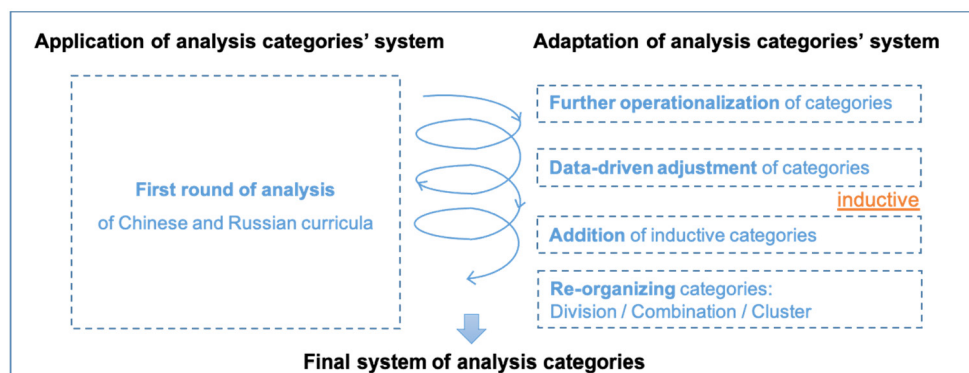 Application of analysis categories’ system
Adaptation of analysis categories’ system
First round of analysis
of Chinese and Russian curricula
Further operationalization of categories
Data-driven adjustment of categories
inductive
Addition of inductive categories
Re-organizing categories:
Division / Combination / Cluster
Final system of analysis categories